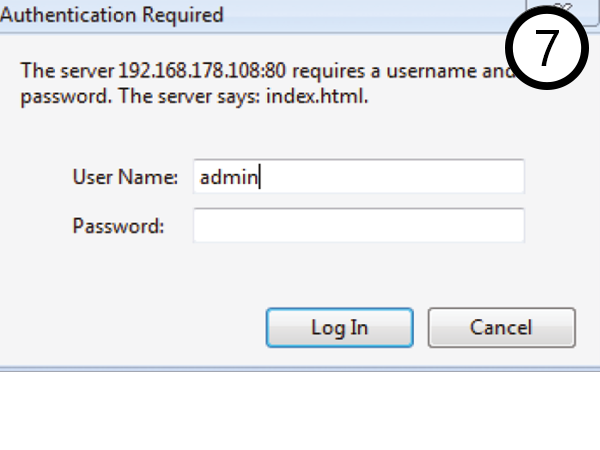 Authentication Required
7
The server 192.168.178.108:80 requires a username and
password. The server says: index.html.
User Name: admin
Password:
Log In Cancel